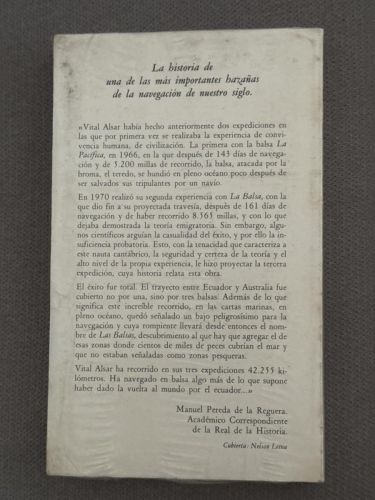 La historia de
una de las más importantes hazañas
de la navegación de nuestro siglo.
«Vital Alsar había hecho anteriormente dos expediciones en
las que por primera vez se realizaba la experiencia de convi-
vencia humana, de civilización. La primera con la balsa La
Pacífica, en 1966, en la que después de 143 días de navega-
ción y de 5.200 millas de recorrido, la balsa, atacada por la
broma, el teredo, se hundió en pleno océano poco después de
ser salvados sus tripulantes por un navío.
En 1970 realizó su segunda experiencia con La Balsa, con la
que dio fin a su proyectada travesía, después de 161 días de
navegación y de haber recorrido 8.565 millas, y con lo que
dejaba demostrada la teoría emigratoria. Sin embargo, algu-
nos científicos argüían la casualidad del éxito, y por ello la in-
suficiencia probatoria. Esto, con la tenacidad que caracteriza a
este nauta cantábrico, la seguridad y certeza de la teoría y el
alto nivel de la propia experiencia, le hizo proyectar la tercera
expedición, cuya historia relata esta obra.
El éxito fue total. El trayecto entre Ecuador y Australia fue
cubierto no por una, sino por tres balsas. Además de lo que
significa este increíble recorrido, en las cartas marinas, en
pleno océano, quedó señalado un bajo peligrosísimo para la
navegación y cuya rompiente llevará desde entonces el nom-
bre de Las Balsas, descubrimiento al que hay que agregar el de
esas zonas donde cientos de miles de peces cubrían el mar y
que no estaban señaladas como zonas pesqueras.
Vital Alsar ha recorrido en sus tres expediciones 42.255 ki-
lómetros. Ha navegado en balsa algo más de lo que supone
haber dado la vuelta al mundo por el ecuador...»
Manuel Pereda de la Reguera.
Académico Correspondiente
de la Real de la Historia.
Cubierta: Nelson Leiva